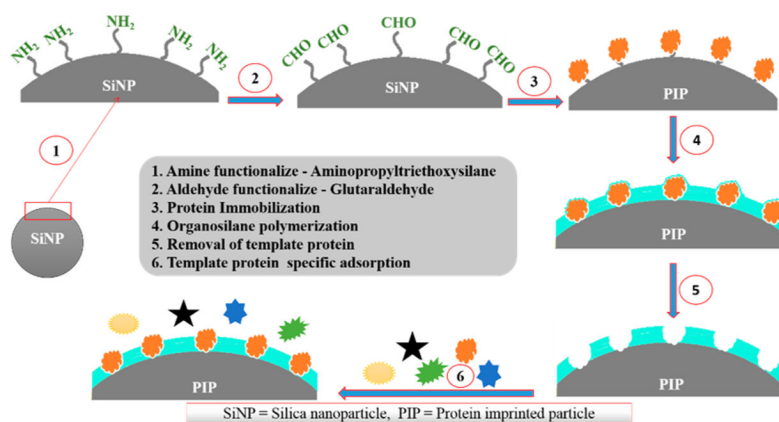 NH2 NH2 NH2 NH2 NH2
SiNP
2
CHO CHO CHO CHO CHO
SiNP
3
PIP
1
4
SiNP
1. Amine functionalize - Aminopropyltriethoxysilane
2. Aldehyde functionalize - Glutaraldehyde
3. Protein Immobilization
4. Organosilane polymerization
5. Removal of template protein
6. Template protein specific adsorption
PIP
5
PIP
6
PIP
SiNP = Silica nanoparticle, PIP = Protein imprinted particle